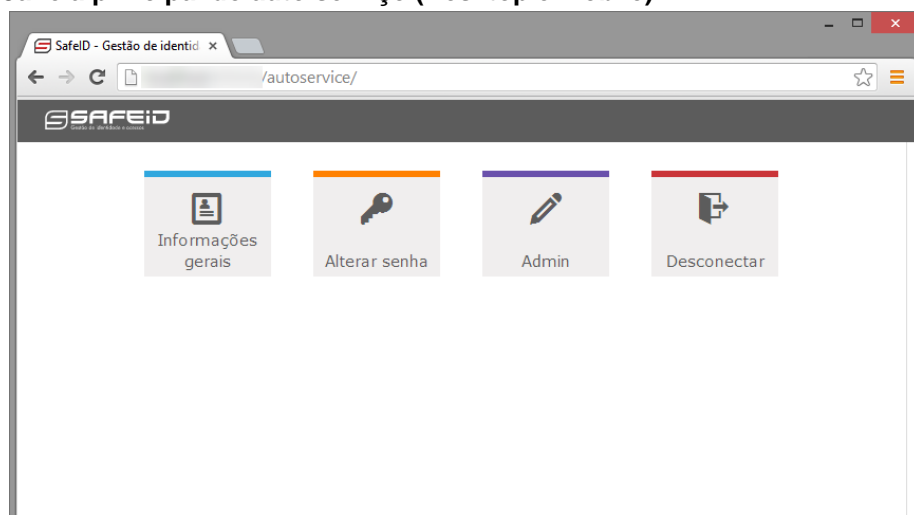 SafeID - Gestão de identid
/autoservice/
SAFEiD
Informações
gerais
Alterar senha
Admin
Desconectar